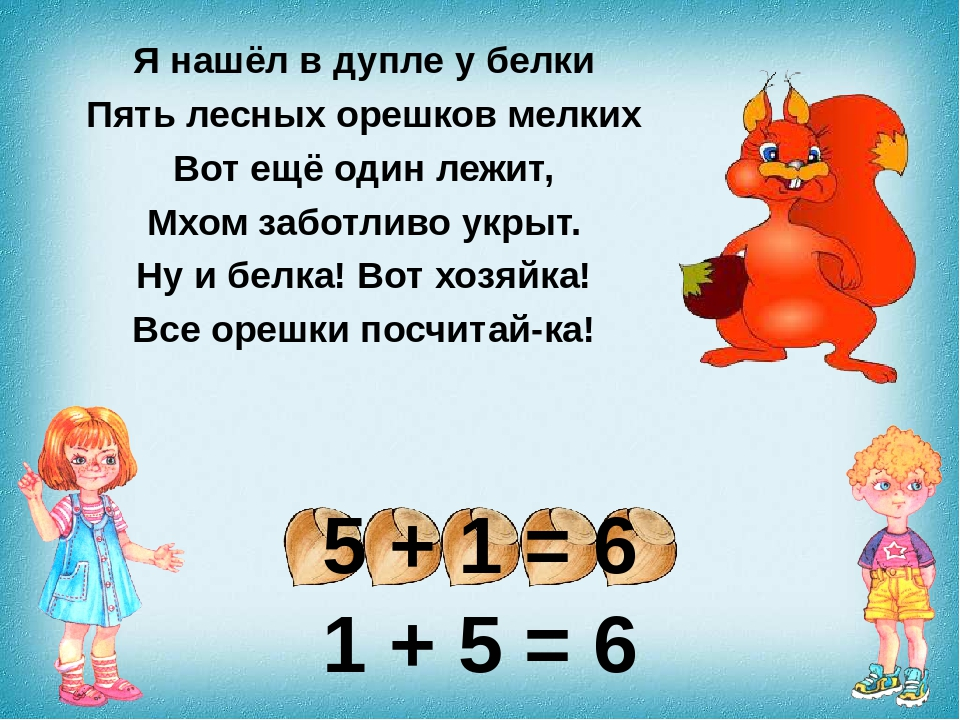 Я нашёл в дупле у белки
Пять лесных орешков мелких
Вот ещё один лежит,
Мхом заботливо укрыт.
Ну и белка! Вот хозяйка!
Все орешки посчитай-ка!
5 + 1 = 6
1 + 5 = 6